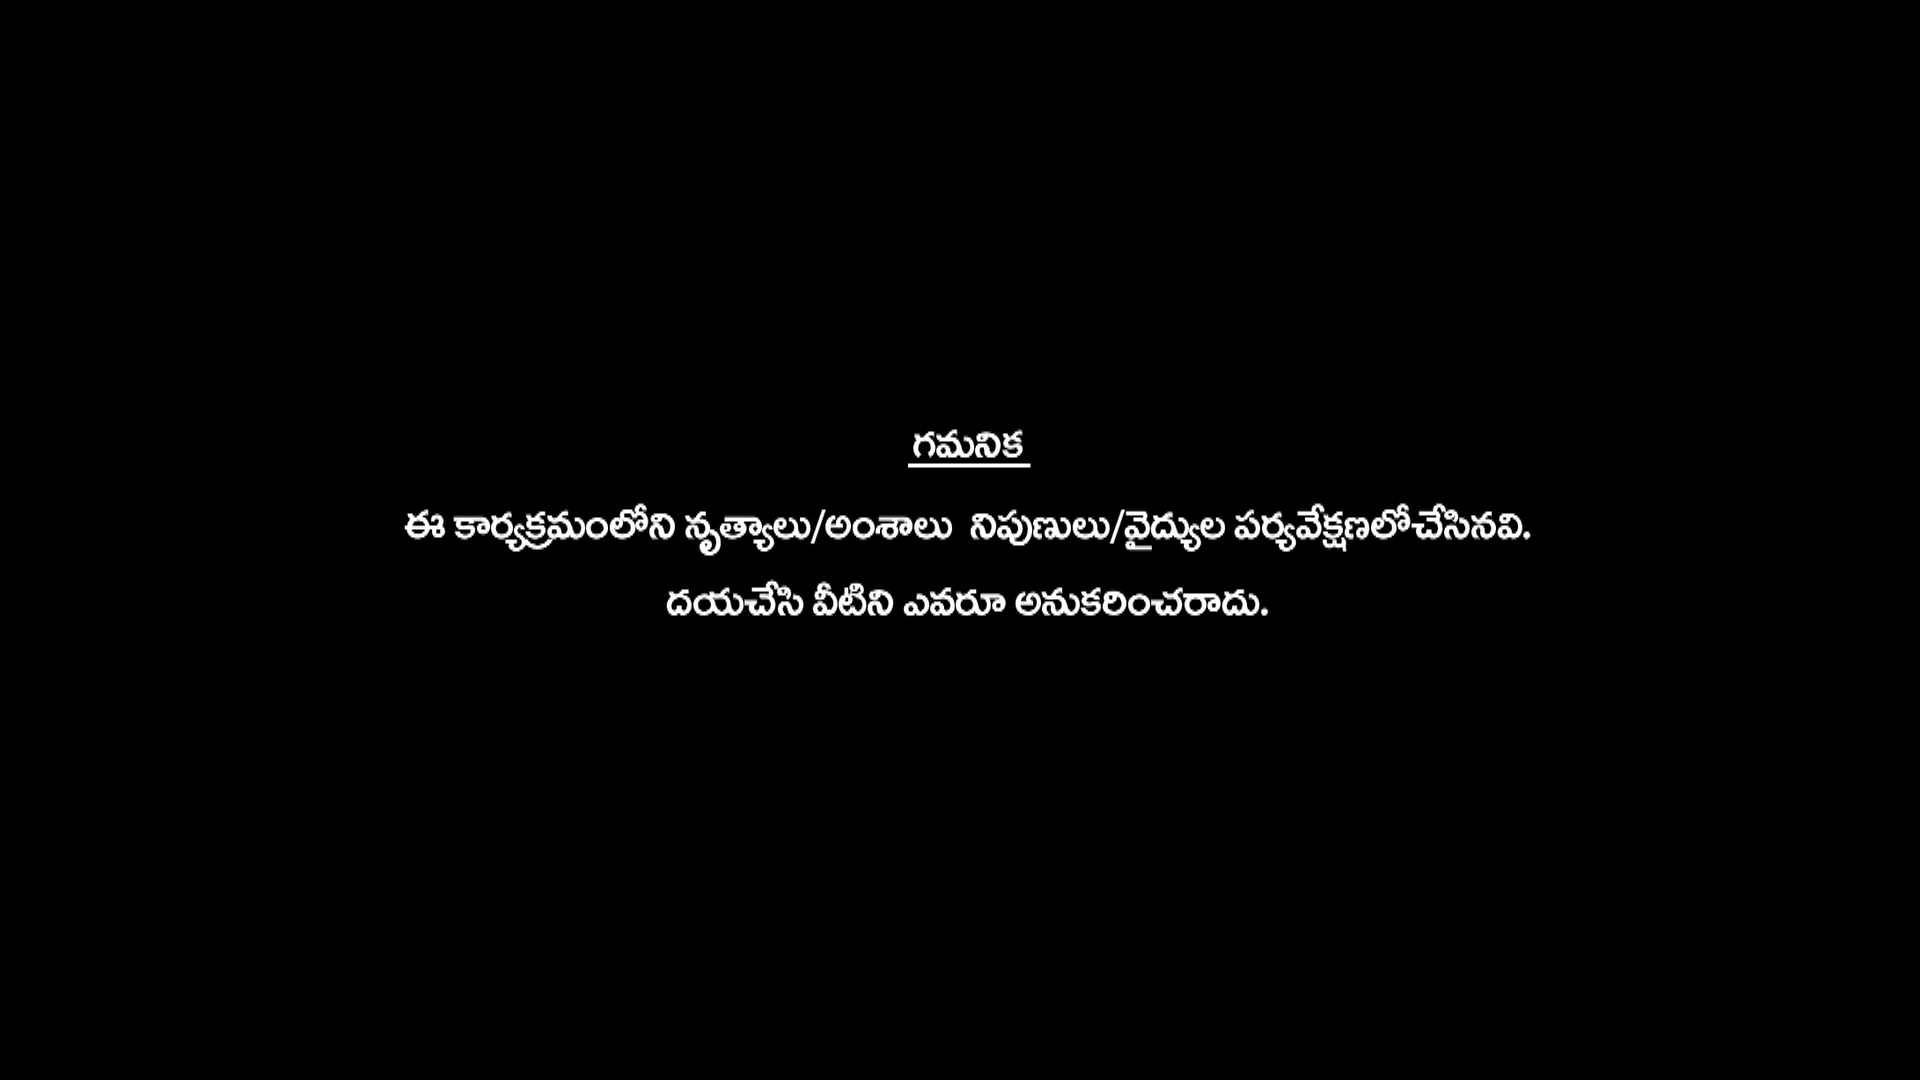 గమనిక
ఈ కార్యక్రమంలోని నృత్యాలు/అంశాలు  నిపుణులు/వైద్యుల పర్యవేక్షణలోచేసినవి.
దయచేసి వీటిని ఎవరూ అనుకరించరాదు.